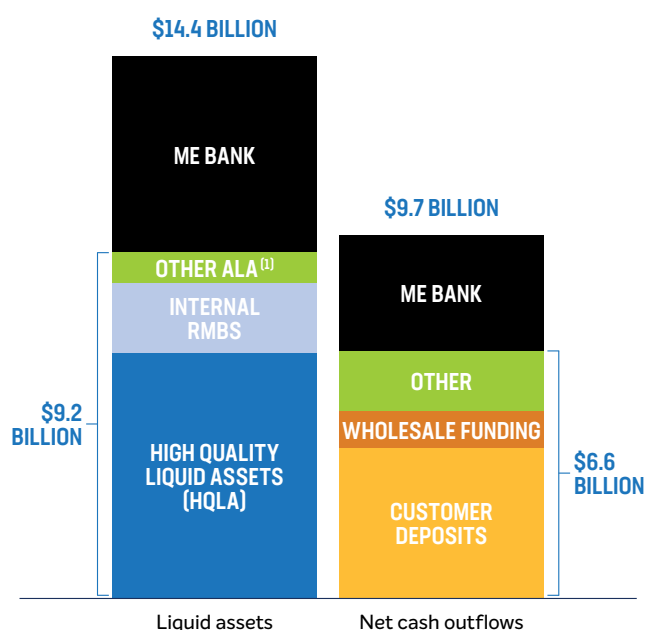 $14.4 BILLION
ME BANK
$9.7 BILLION
OTHER ALA(1)
ME BANK
INTERNAL
RMBS
OTHER
$9.2
BILLION
WHOLESALE FUNDING
HIGH QUALITY
LIQUID ASSETS
(HQLA)
$6.6
BILLION
CUSTOMER
DEPOSITS
Liquid assets
Net cash outflows